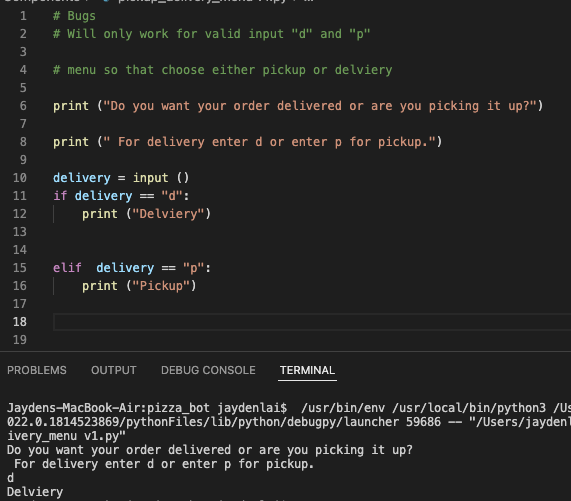 1 # Bugs
2 # Will only work for valid input "d" and "p"
3
4 # menu so that choose either pickup or delviery
5
6 print ("Do you want your order delivered or are you picking it up?")
7
8 print (" For delivery enter d or enter p for pickup.")
9
10 delivery = input ()
11 if delivery == "d":
12 print ("Delviery")
13
14
15 elif  delivery == "p":
16 print ("Pickup")
17
18
19
PROBLEMS OUTPUT DEBUG CONSOLE TERMINAL
Jaydens-MacBook-Air:pizza_bot jaydenlai$  /usr/bin/env /usr/local/bin/python3 /Us
022.0.1814523869/pythonFiles/lib/python/debugpy/launcher 59686 -- "/Users/jaydenl
ivery_menu v1.py"
Do you want your order delivered or are you picking it up?
 For delivery enter d or enter p for pickup.
d
Delviery